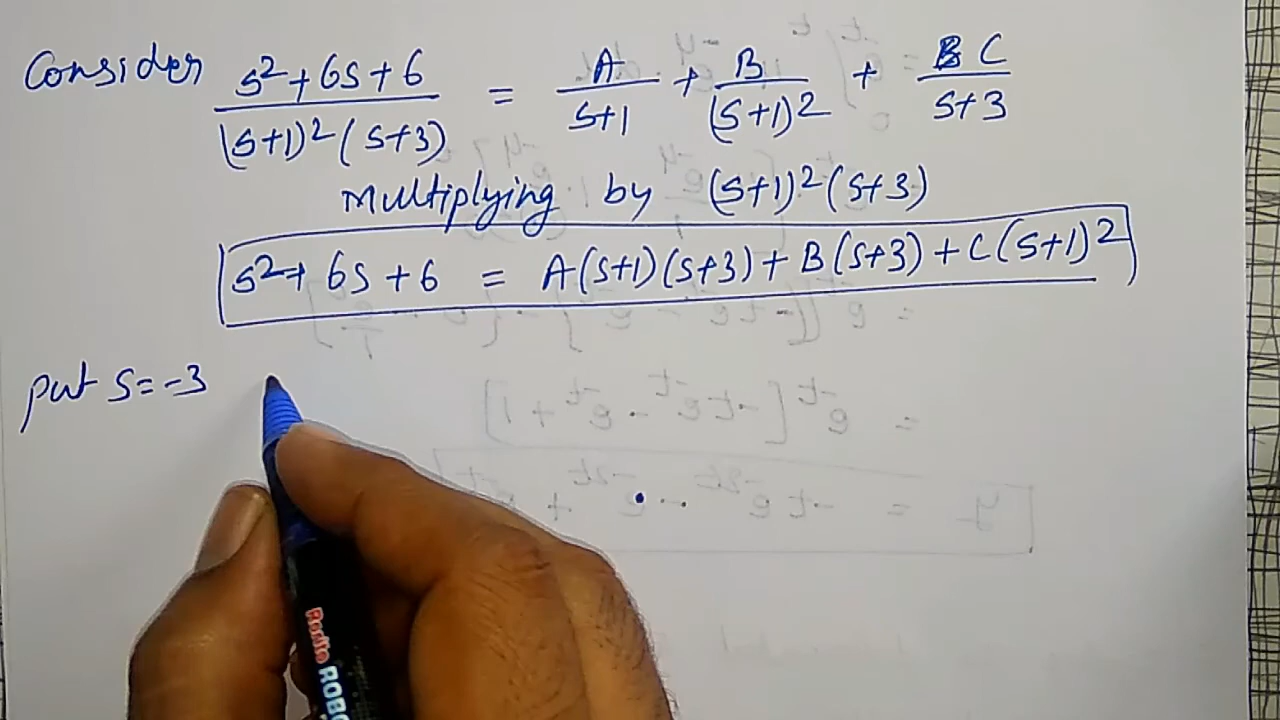 Consider s²+6s+6 / (s+1)²(s+3) = A / s+1 + B / (s+1)² + C / s+3
Multiplying by (s+1)²(s+3)
s²+6s+6 = A(s+1)(s+3)+B(s+3)+C(s+1)²
put s=-3
Rorito ROBO